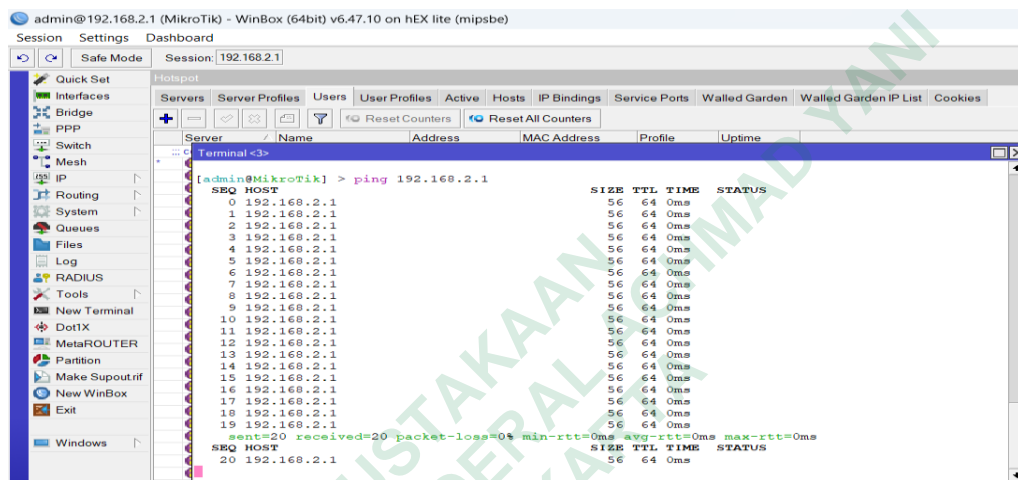 admin@192.168.2.1 (MikroTik) - WinBox (64bit) v6.47.10 on hEX lite (mipsbe)
Session Settings Dashboard
Safe Mode Session: 192.168.2.1
Quick Set
Interfaces
Bridge
PPP
Switch
Mesh
IP
Routing
System
Queues
Files
Log
RADIUS
Tools
New Terminal
Dot1X
MetaROUTER
Partition
Make Supout.rif
New WinBox
Exit
Windows
Hotspot
Servers Server Profiles Users User Profiles Active Hosts IP Bindings Service Ports Walled Garden Walled Garden IP List Cookies
Reset Counters Reset All Counters
Server / Name Address MAC Address Profile Uptime
Terminal <3>
[admin@MikroTik] > ping 192.168.2.1
SEQ HOST SIZE TTL TIME STATUS
0 192.168.2.1 56 64 0ms
1 192.168.2.1 56 64 0ms
2 192.168.2.1 56 64 0ms
3 192.168.2.1 56 64 0ms
4 192.168.2.1 56 64 0ms
5 192.168.2.1 56 64 0ms
6 192.168.2.1 56 64 0ms
7 192.168.2.1 56 64 0ms
8 192.168.2.1 56 64 0ms
9 192.168.2.1 56 64 0ms
10 192.168.2.1 56 64 0ms
11 192.168.2.1 56 64 0ms
12 192.168.2.1 56 64 0ms
13 192.168.2.1 56 64 0ms
14 192.168.2.1 56 64 0ms
15 192.168.2.1 56 64 0ms
16 192.168.2.1 56 64 0ms
17 192.168.2.1 56 64 0ms
18 192.168.2.1 56 64 0ms
19 192.168.2.1 56 64 0ms
sent=20 received=20 packet-loss=0% min-rtt=0ms avg-rtt=0ms max-rtt=0ms
SEQ HOST SIZE TTL TIME STATUS
20 192.168.2.1 56 64 0ms
USTAKAAN
DERAL ACHMAD YANI
KARTA